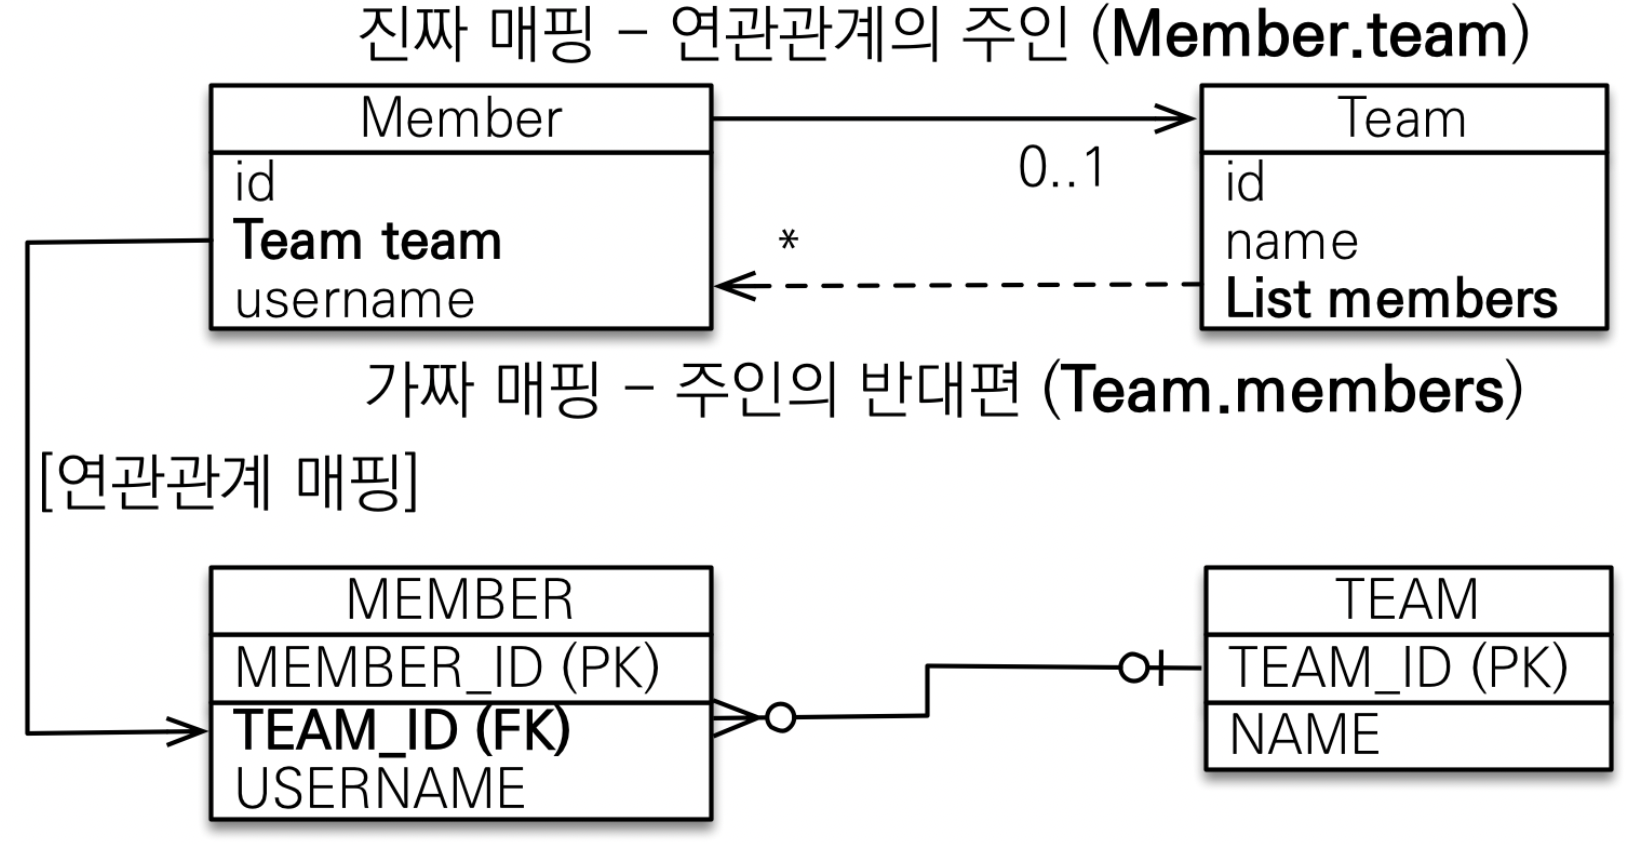 진짜 매핑 - 연관관계의 주인 (Member.team)
Member
id
Team team
username
0..1
*
Team
id
name
List members
가짜 매핑 - 주인의 반대편 (Team.members)
[연관관계 매핑]
MEMBER
MEMBER_ID (PK)
TEAM_ID (FK)
USERNAME
TEAM
TEAM_ID (PK)
NAME